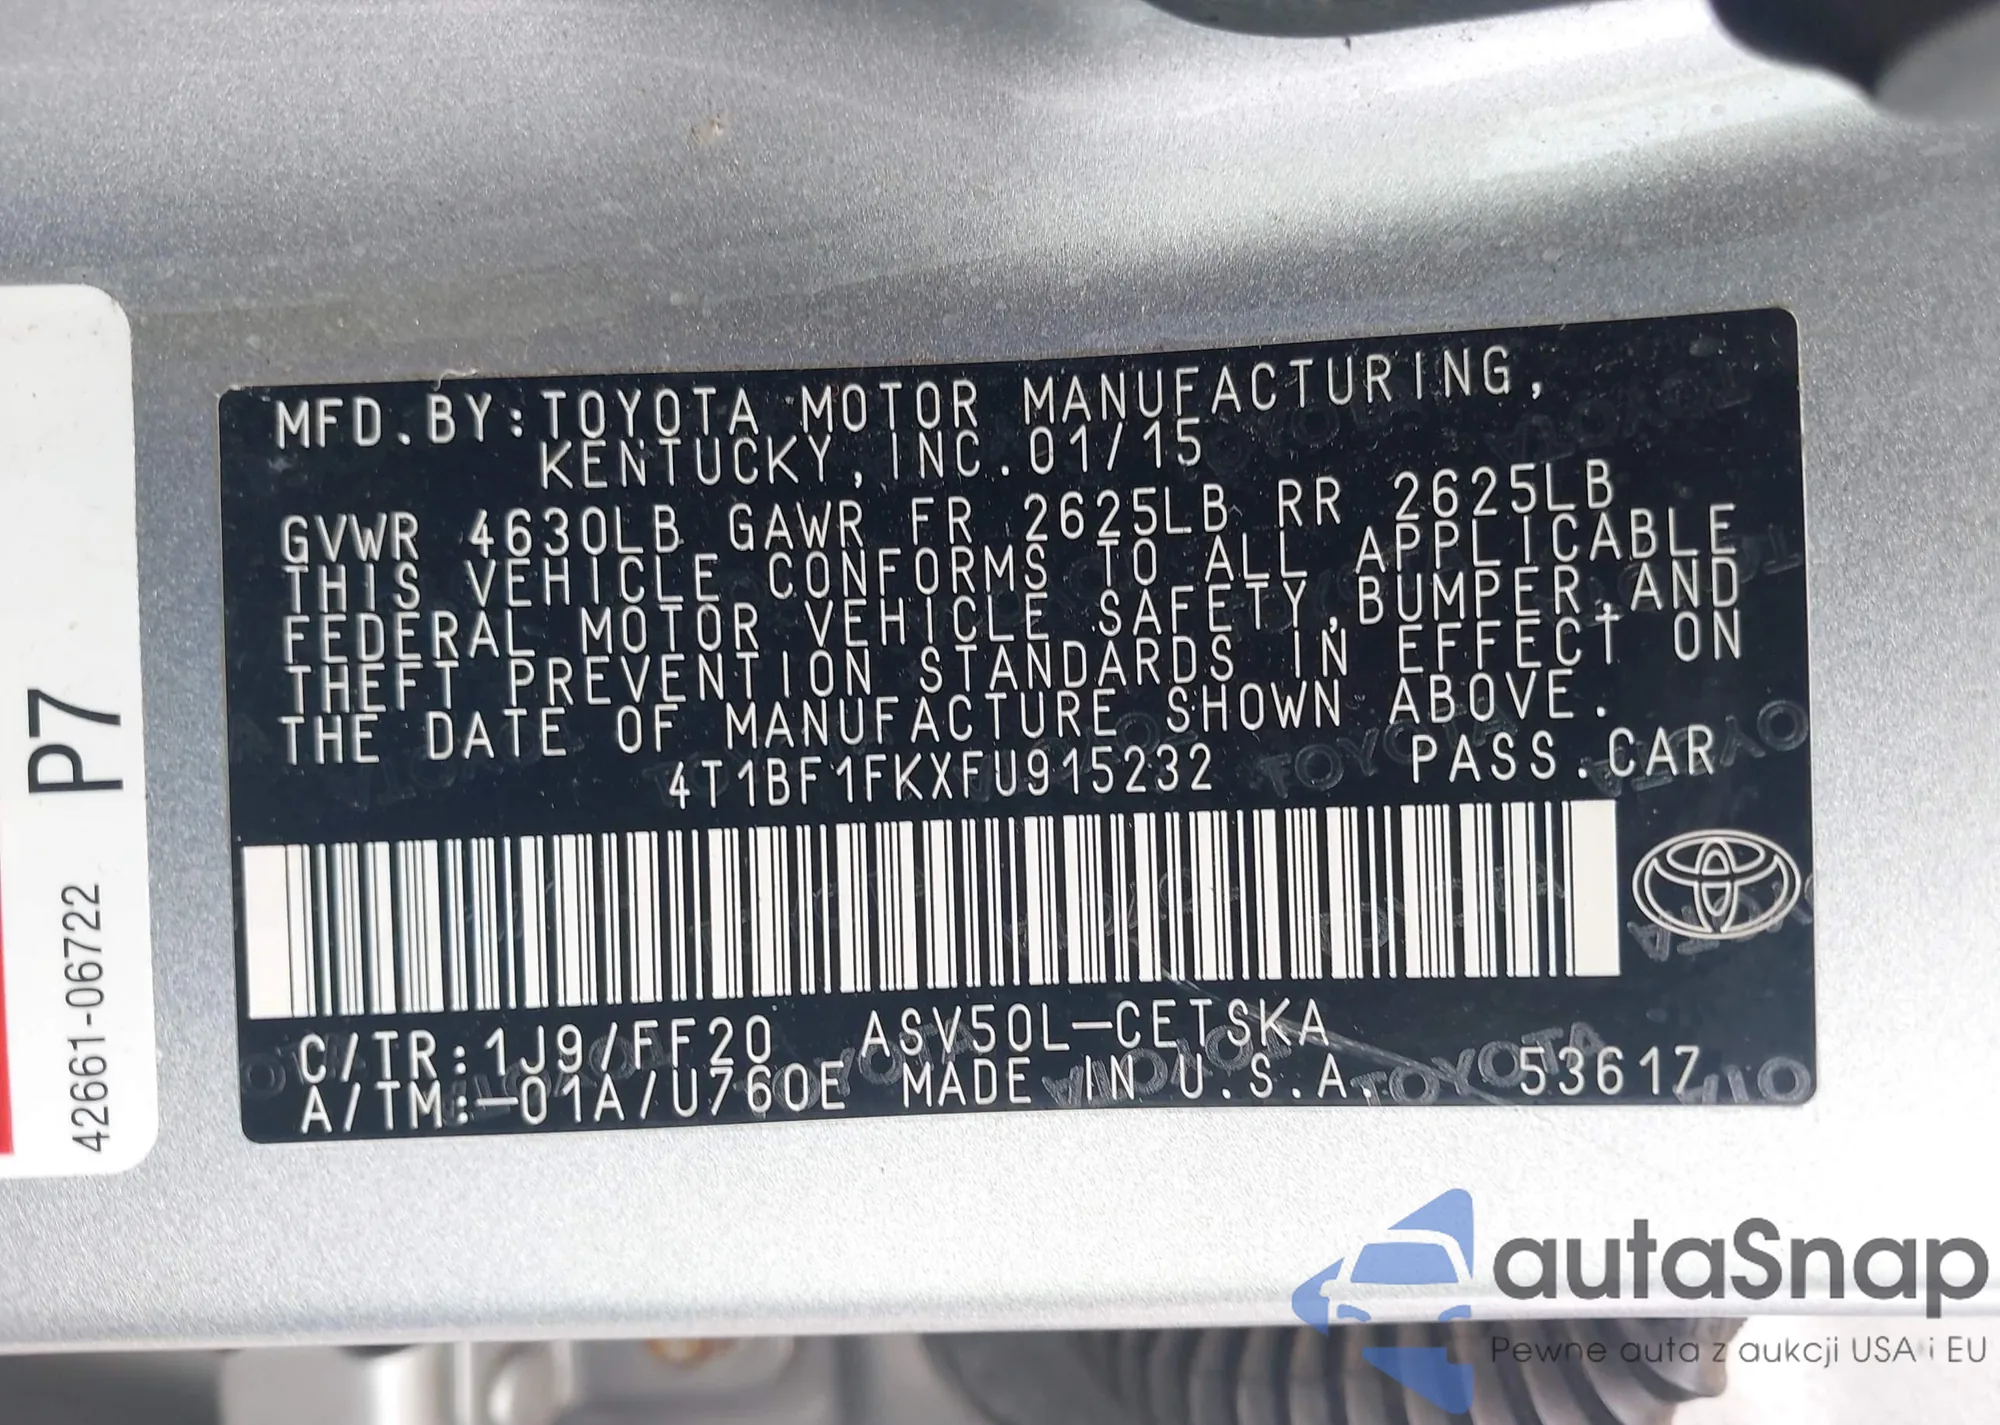 MFD.BY:TOYOTA MOTOR MANUFACTURING,
KENTUCKY, INC.01/15
GVWR 4630LB GAWR FR 2625LB RR 2625LB
THIS VEHICLE CONFORMS TO ALL APPLICABLE
FEDERAL MOTOR VEHICLE SAFETY,BUMPER,AND
THEFT PREVENTION STANDARDS IN EFFECT ON
THE DATE OF MANUFACTURE SHOWN ABOVE.
4T1BF1FKXFU915232 PASS.CAR
C/TR:1J9/FF20 ASV50L-CETSKA
A/TM:-01A/U760E MADE IN U.S.A. 53617
P7
42661-06722
autaSnap
Pewne auta z aukcji USA i EU